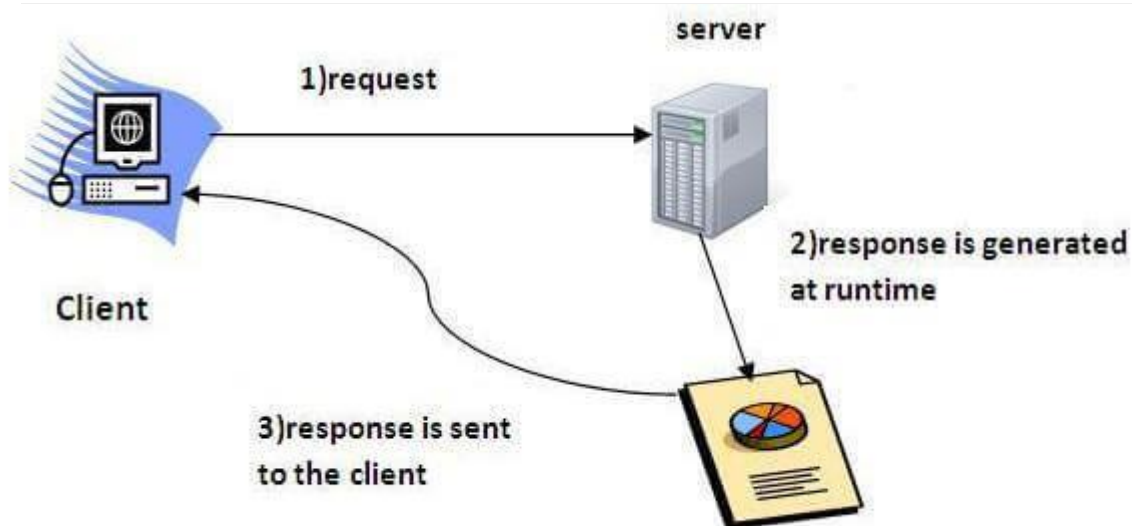 server
1)request
Client
2)response is generated
at runtime
3)response is sent
to the client